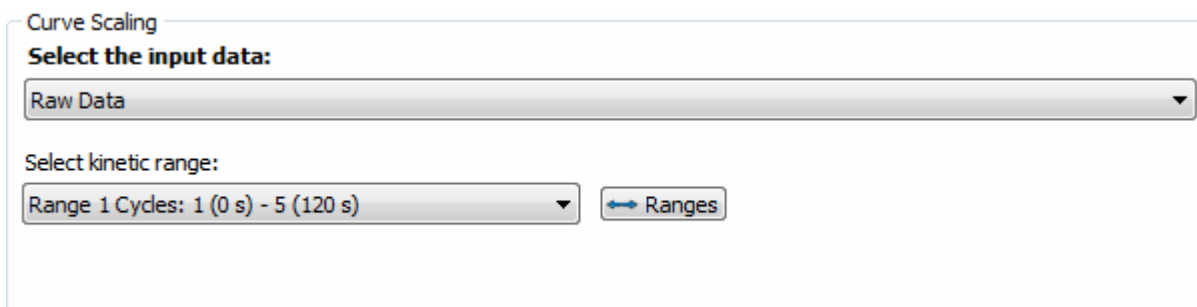 Curve Scaling
Select the input data:
Raw Data
Select kinetic range:
Range 1 Cycles: 1 (0 s) - 5 (120 s)
Ranges